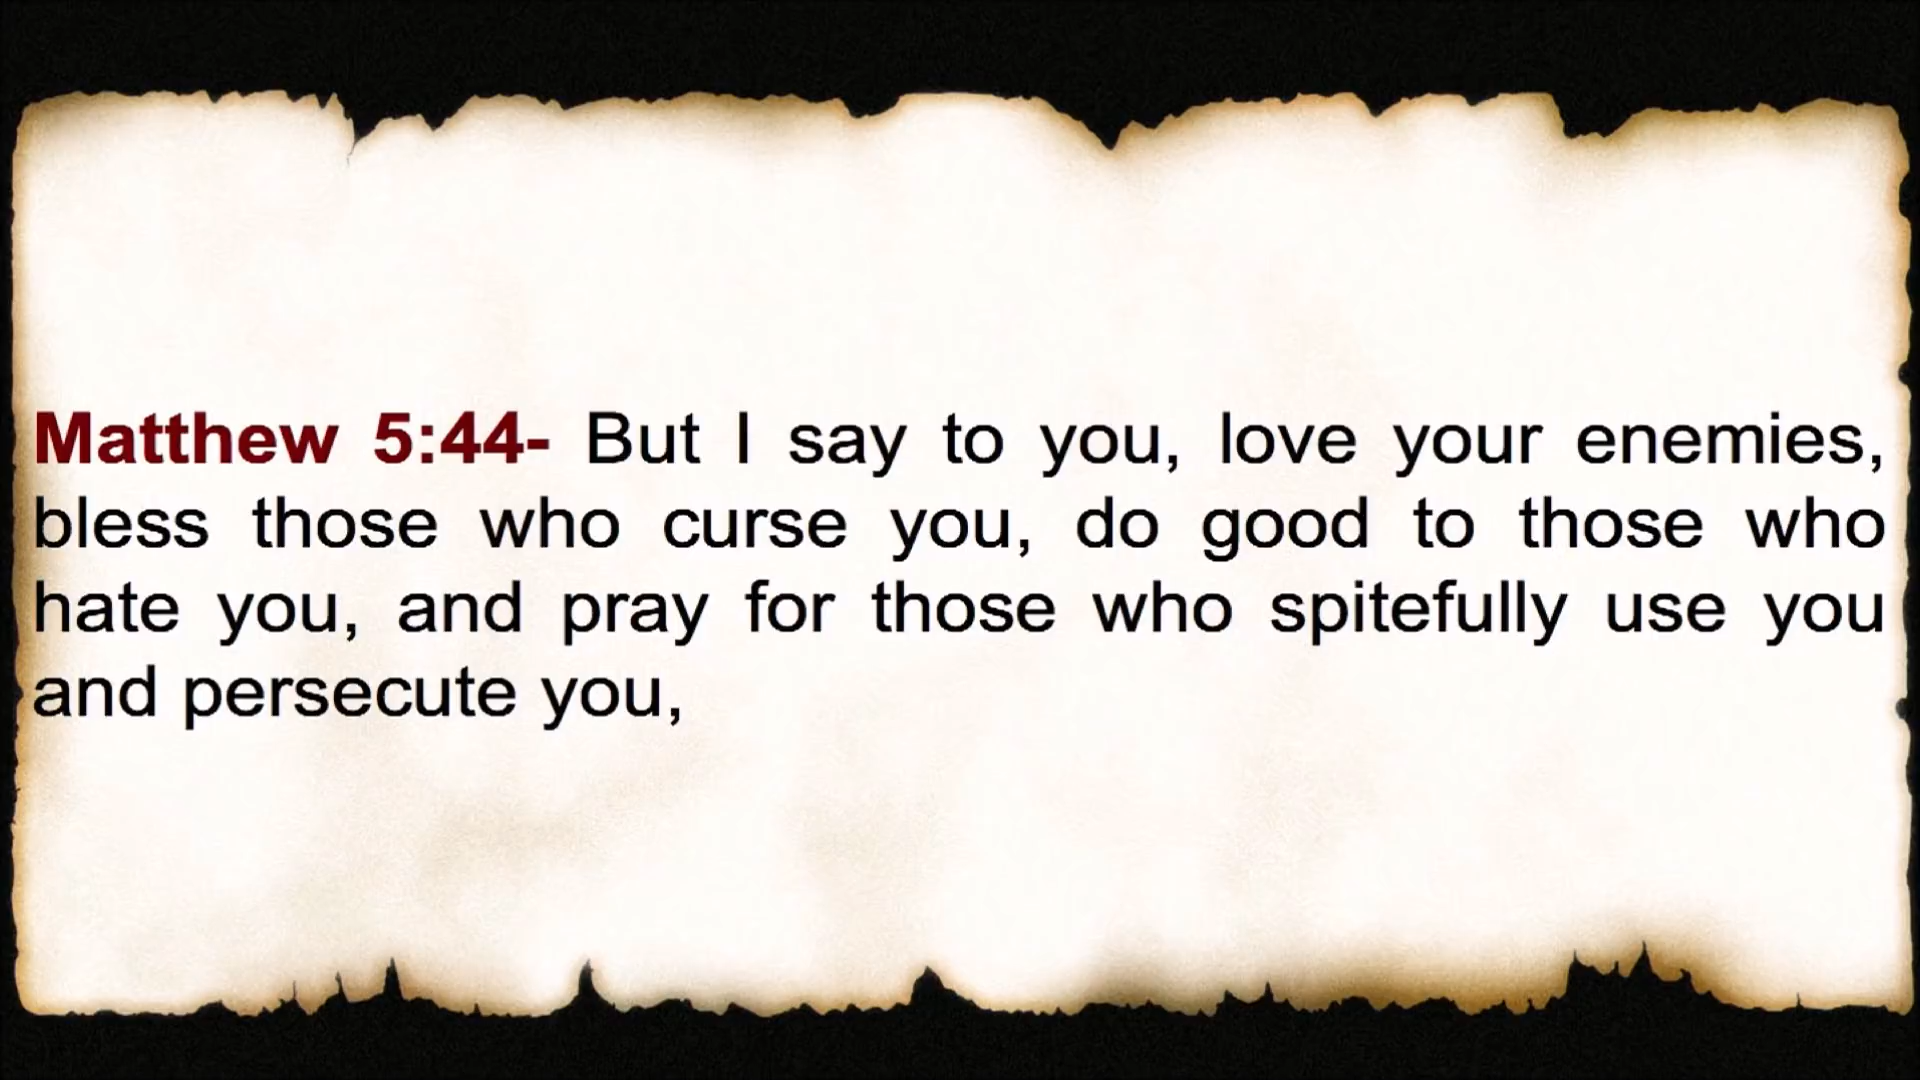 Matthew 5:44- But I say to you, love your enemies,
bless those who curse you, do good to those who
hate you, and pray for those who spitefully use you
and persecute you,